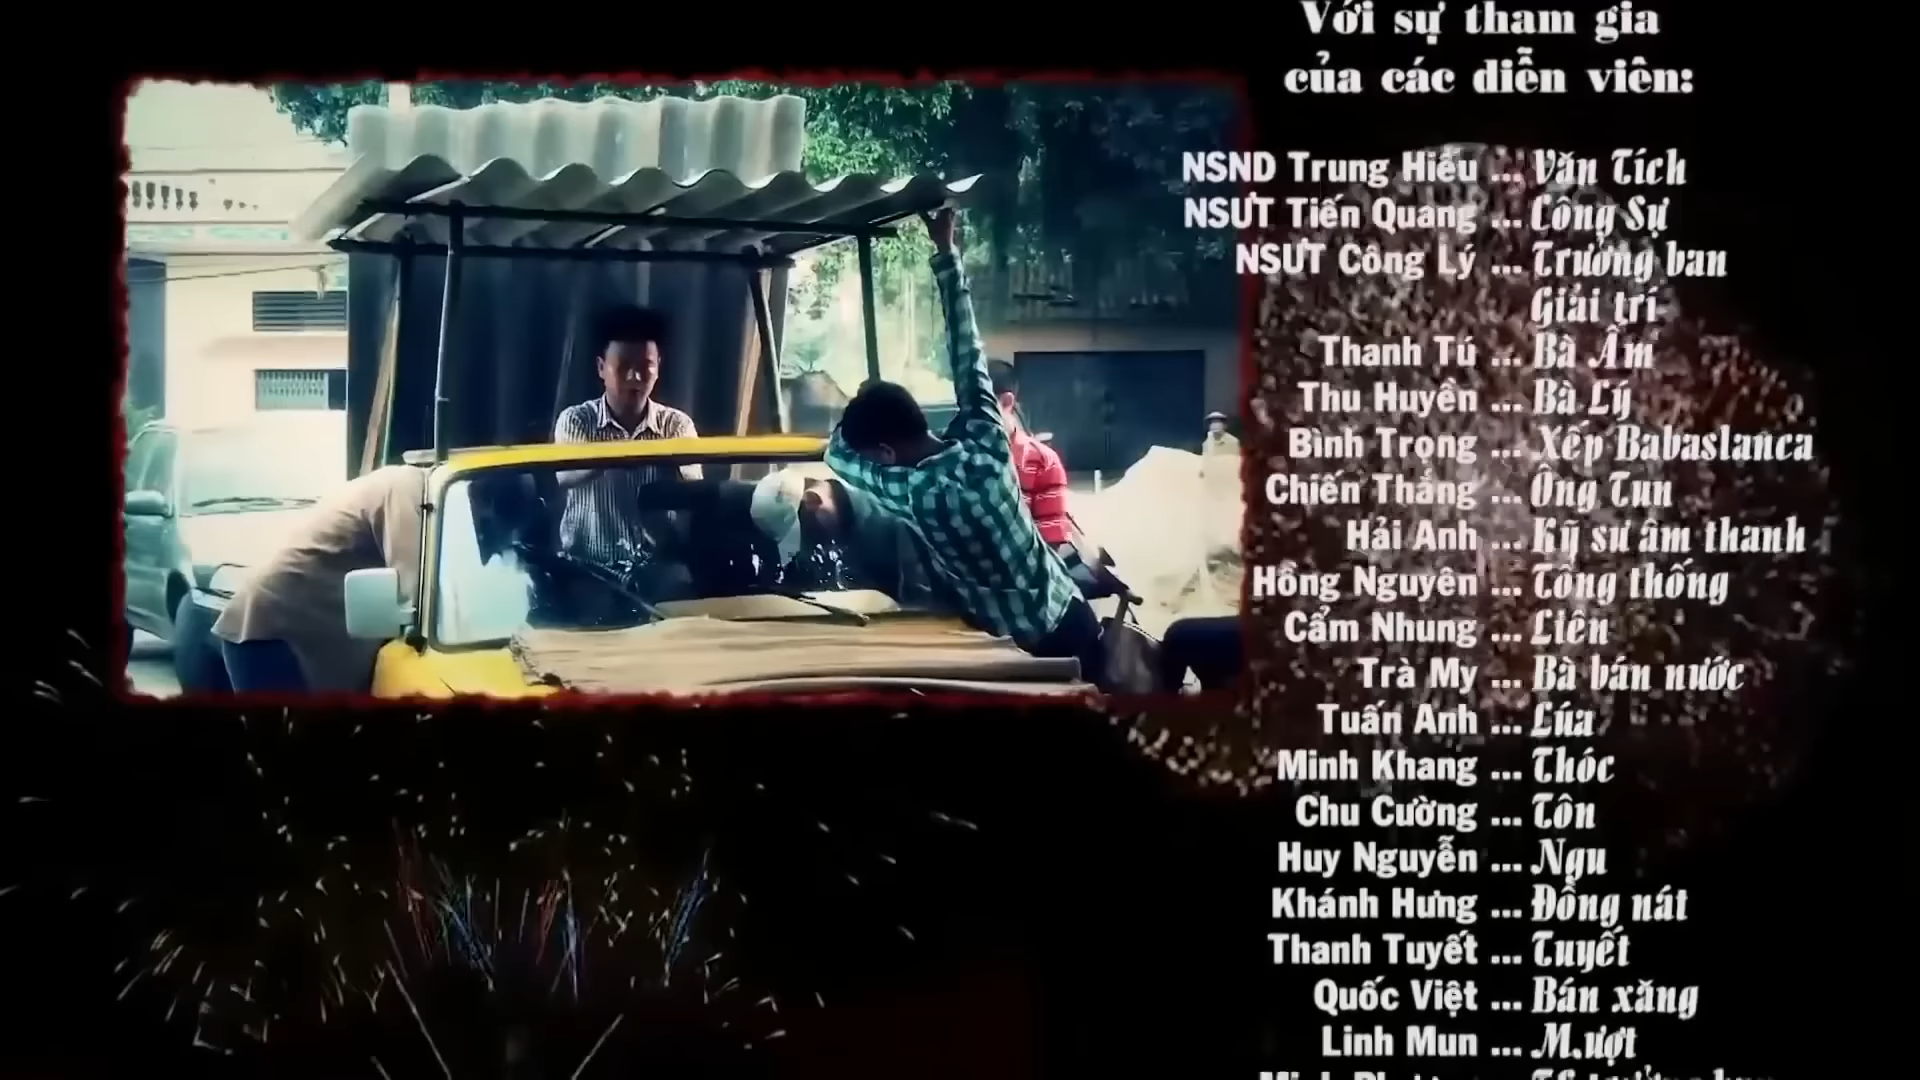 Với sự tham gia
của các diễn viên:
NSND Trung Hiếu ... Văn Tích
NSƯT Tiến Quang ... Công Sự
NSƯT Công Lý ... Trưởng ban
Giải trí
Thanh Tú ... Bà Âm
Thu Huyền ... Bà Lý
Bình Trọng ... Xếp Babaslanca
Chiến Thắng ... Ông Tun
Hải Anh ... Kỹ sư âm thanh
Hồng Nguyên ... Tổng thống
Cẩm Nhung ... Liên
Trà My ... Bà bán nước
Tuấn Anh ... Lúa
Minh Khang ... Thóc
Chu Cường ... Tôn
Huy Nguyễn ... Ngu
Khánh Hưng ... Đồng nát
Thanh Tuyết ... Tuyết
Quốc Việt ... Bán xăng
Linh Mun ... M.ượt